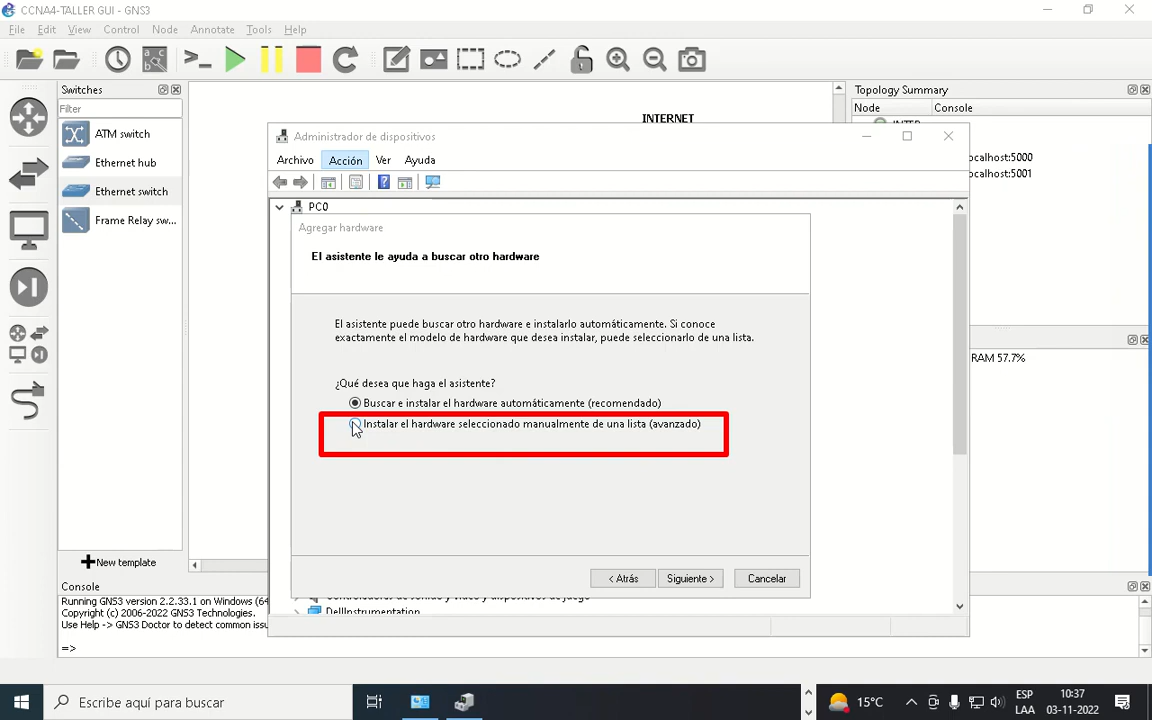 CCNA4-TALLER GUI - GNS3
File Edit View Control Node Annotate Tools Help
Switches
Filter
ATM switch
Ethernet hub
Ethernet switch
Frame Relay sw...
New template
INTERNET
Topology Summary
Node Console
ocalhost:5000
ocalhost:5001
RAM 57.7%
Administrador de dispositivos
Archivo Acción Ver Ayuda
PC0
Agregar hardware
El asistente le ayuda a buscar otro hardware
El asistente puede buscar otro hardware e instalarlo automáticamente. Si conoce
exactamente el modelo de hardware que desea instalar, puede seleccionarlo de una lista.
¿Qué desea que haga el asistente?
Buscar e instalar el hardware automáticamente (recomendado)
Instalar el hardware seleccionado manualmente de una lista (avanzado)
< Atrás Siguiente > Cancelar
Controladores de sonido y vídeo y dispositivos de juego
DellInstrumentation
Console
Running GNS3 version 2.2.33.1 on Windows (64
Copyright (c) 2006-2022 GNS3 Technologies.
Use Help -> GNS3 Doctor to detect common issu
=>
Escribe aquí para buscar
15°C
ESP
LAA
10:37
03-11-2022